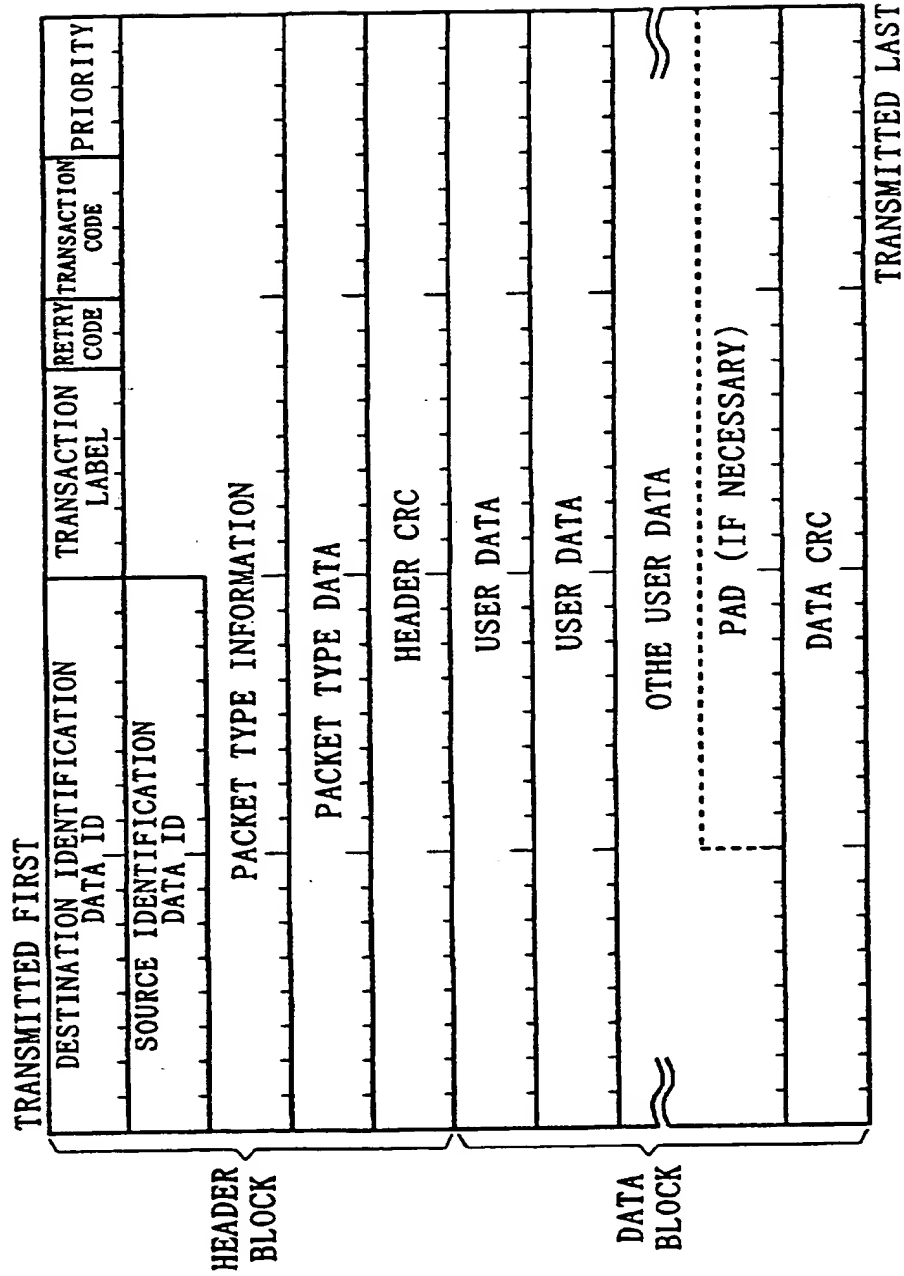 TRANSMITTED FIRST
DESTINATION IDENTIFICATION
DATA ID
TRANSACTION
LABEL
RETRY
CODE
TRANSACTION
CODE
PRIORITY
SOURCE IDENTIFICATION
DATA ID
PACKET TYPE INFORMATION
PACKET TYPE DATA
HEADER CRC
USER DATA
USER DATA
OTHE USER DATA
PAD (IF NECESSARY)
DATA CRC
HEADER
BLOCK
DATA
BLOCK
TRANSMITTED LAST